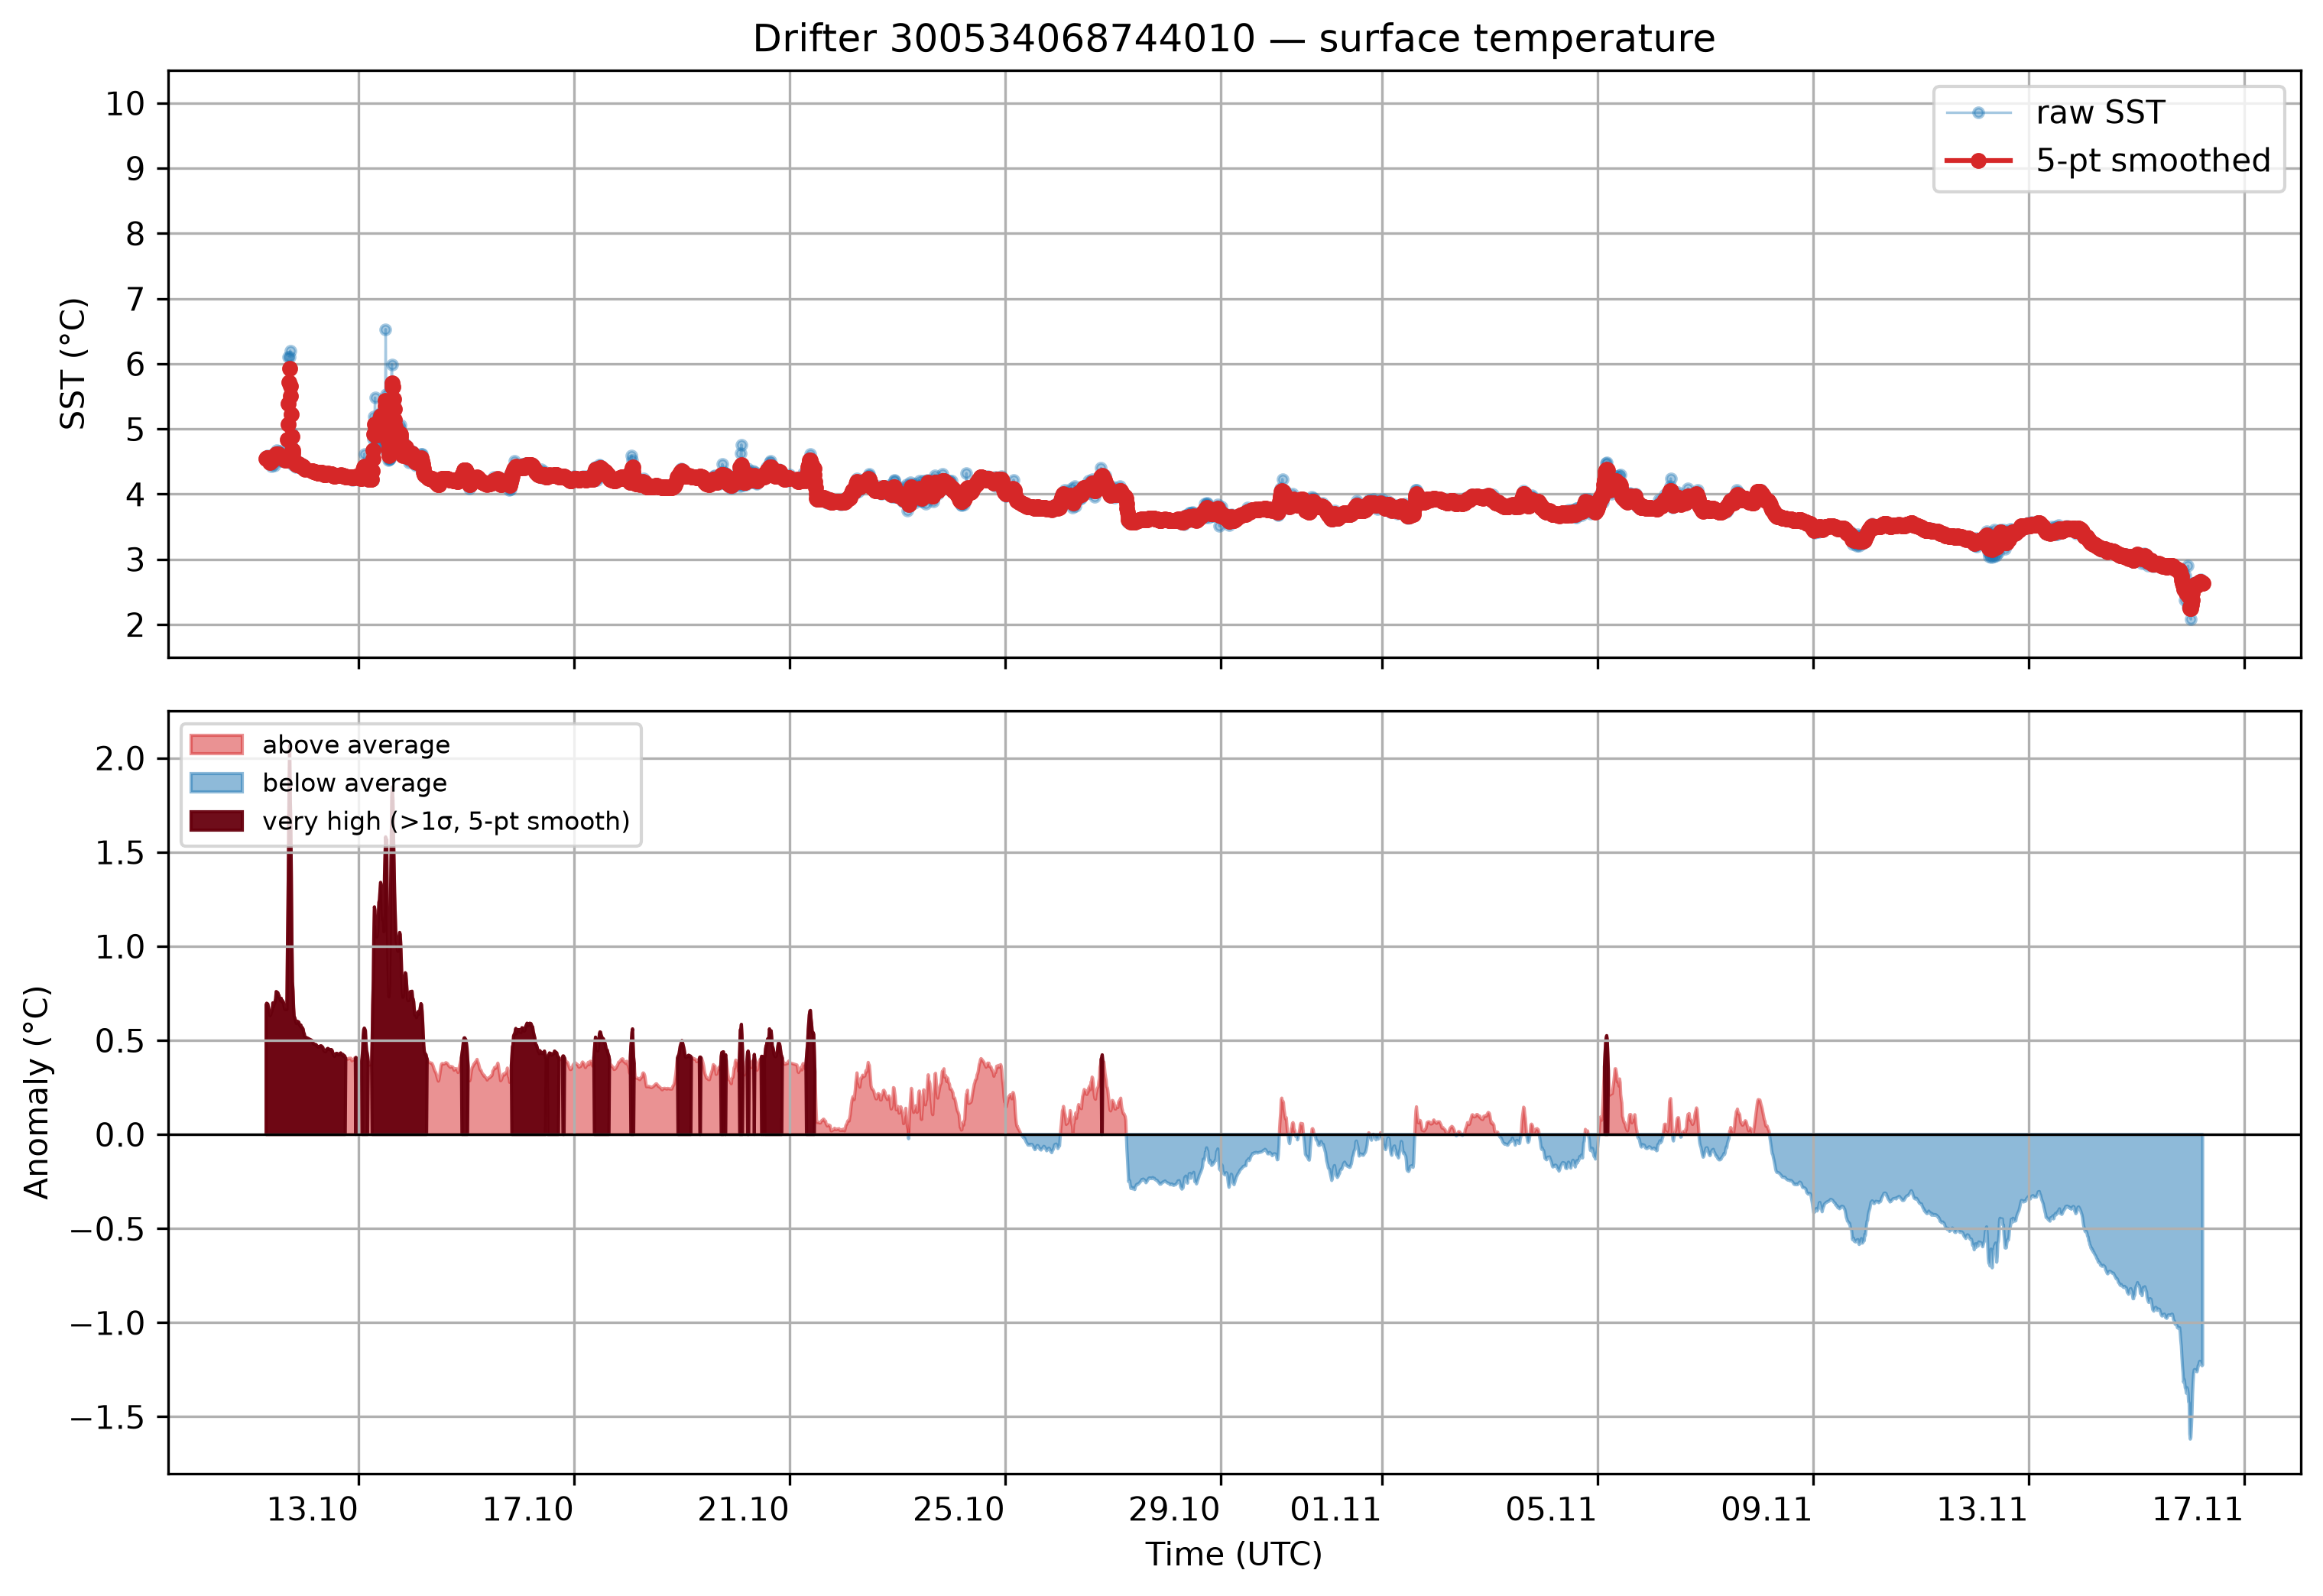 Drifter 300534068744010 — surface temperature
10
9
8
7
6
5
4
3
2
SST (°C)
raw SST
5-pt smoothed
2.0
1.5
1.0
0.5
0.0
−0.5
−1.0
−1.5
Anomaly (°C)
above average
below average
very high (>1σ, 5-pt smooth)
13.10 17.10 21.10 25.10 29.10 01.11 05.11 09.11 13.11 17.11
Time (UTC)